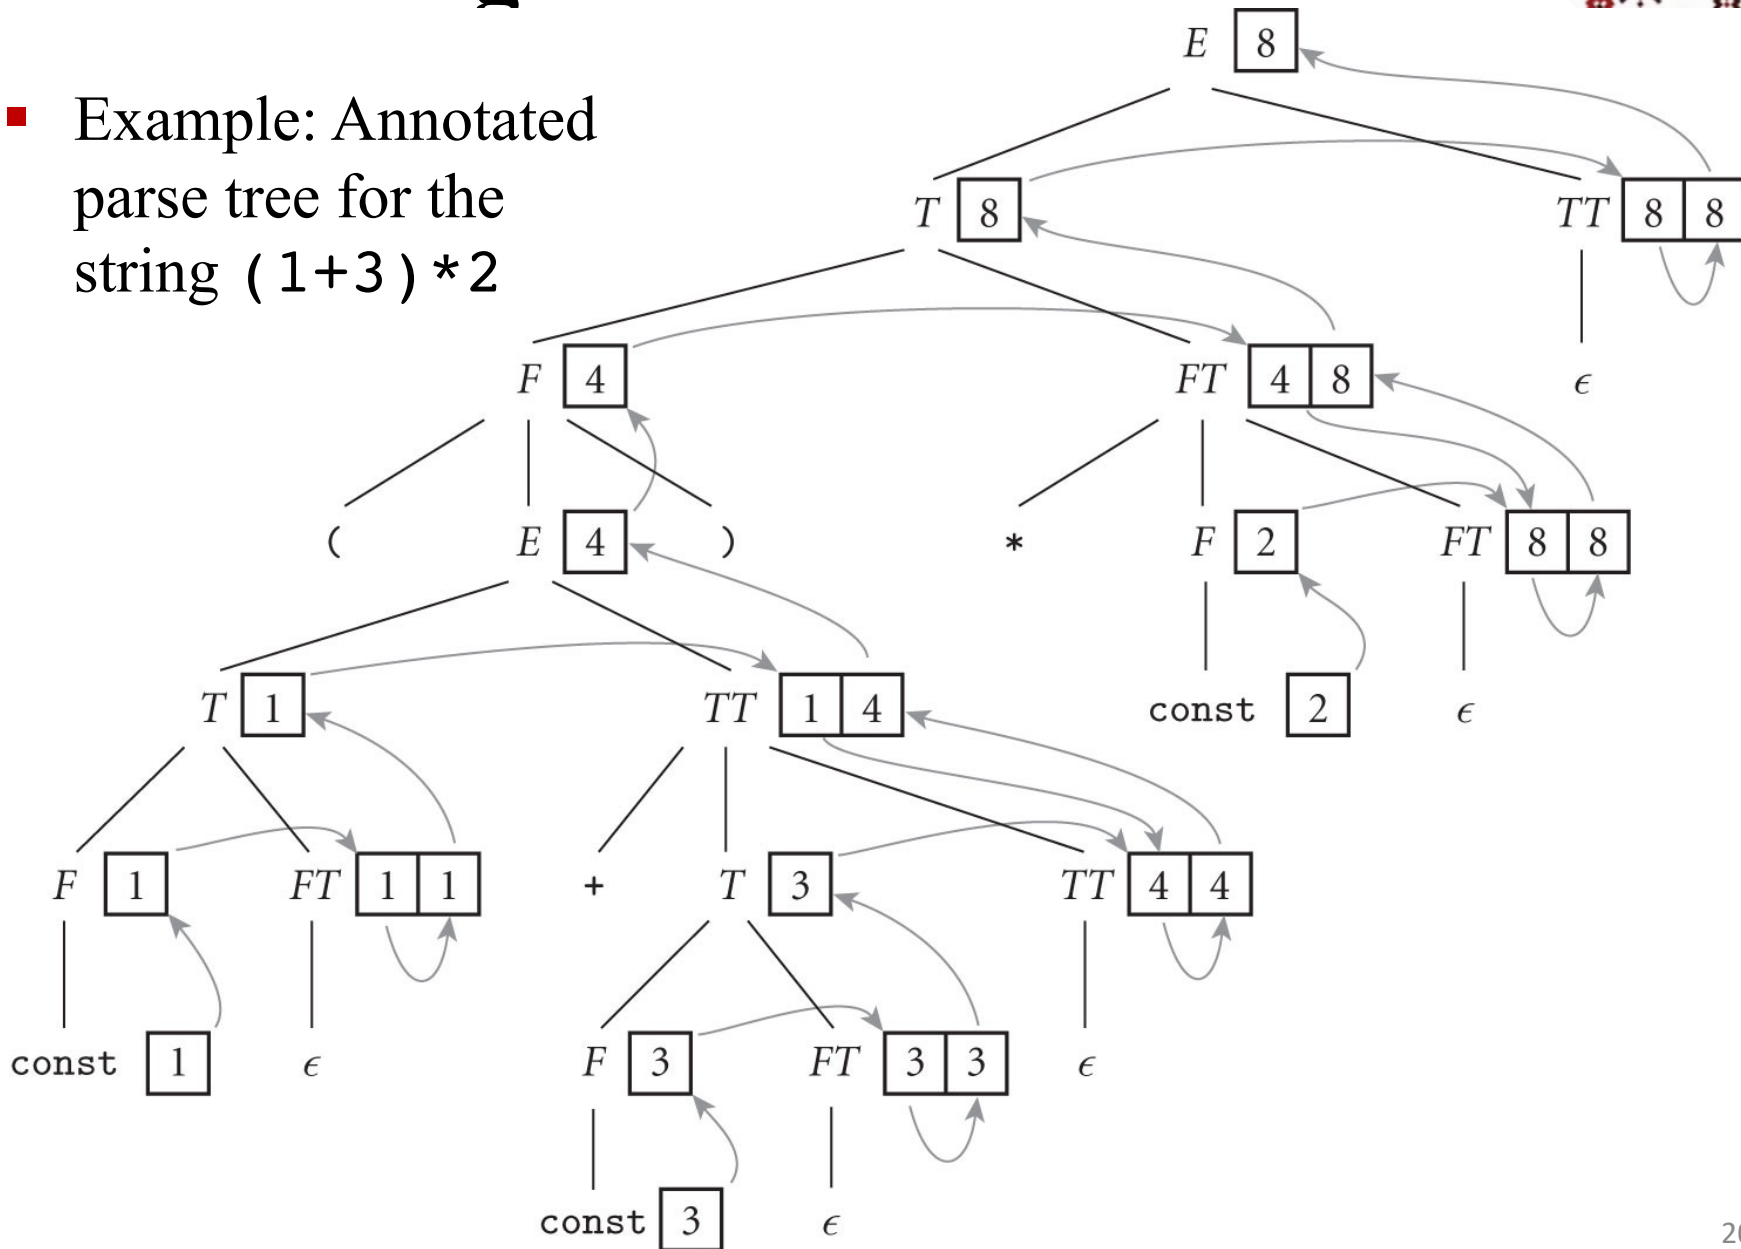 E 8
Example: Annotated
parse tree for the
string (1+3)*2
T 8 TT 8 8
F 4 FT 4 8 ϵ
( E 4 ) * F 2 FT 8 8
T 1 TT 1 4 const 2 ϵ
F 1 FT 1 1 + T 3 TT 4 4
const 1 ϵ F 3 FT 3 3 ϵ
const 3 ϵ